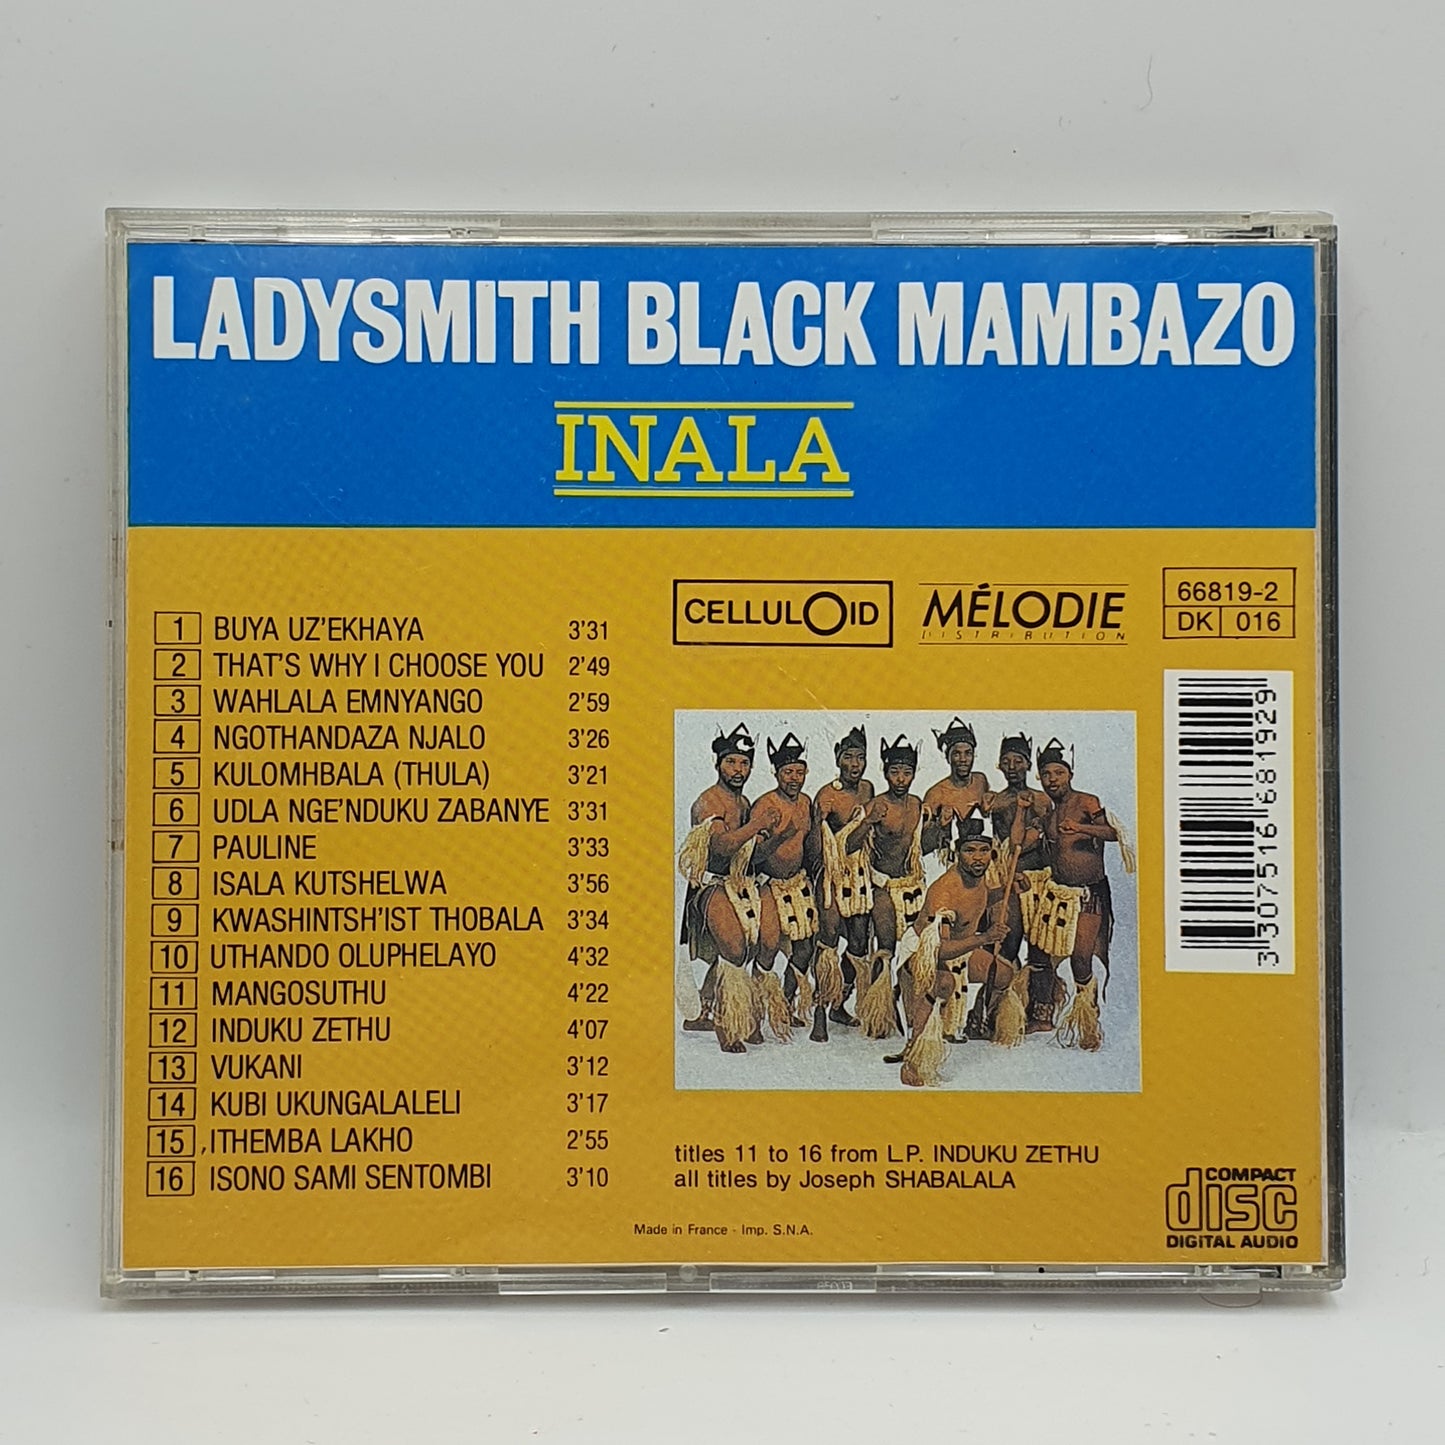 LADYSMITH BLACK MAMBAZO
INALA
1 BUYA UZ'EKHAYA 3'31
2 THAT'S WHY I CHOOSE YOU 2'49
3 WAHLALA EMNYANGO 2'59
4 NGOTHANDAZA NJALO 3'26
5 KULOMHBALA (THULA) 3'21
6 UDLA NGE'NDUKU ZABANYE 3'31
7 PAULINE 3'33
8 ISALA KUTSHELWA 3'56
9 KWASHINTSH'IST THOBALA 3'34
10 UTHANDO OLUPHELAYO 4'32
11 MANGOSUTHU 4'22
12 INDUKU ZETHU 4'07
13 VUKANI 3'12
14 KUBI UKUNGALALELI 3'17
15 ,ITHEMBA LAKHO 2'55
16 ISONO SAMI SENTOMBI 3'10
CELLULOID
MÉLODIE
DISTRIBUTION
66819-2
DK 016
3 307516 681929
titles 11 to 16 from L.P. INDUKU ZETHU
all titles by Joseph SHABALALA
Made in France - Imp. S.N.A.
COMPACT
disc
DIGITAL AUDIO